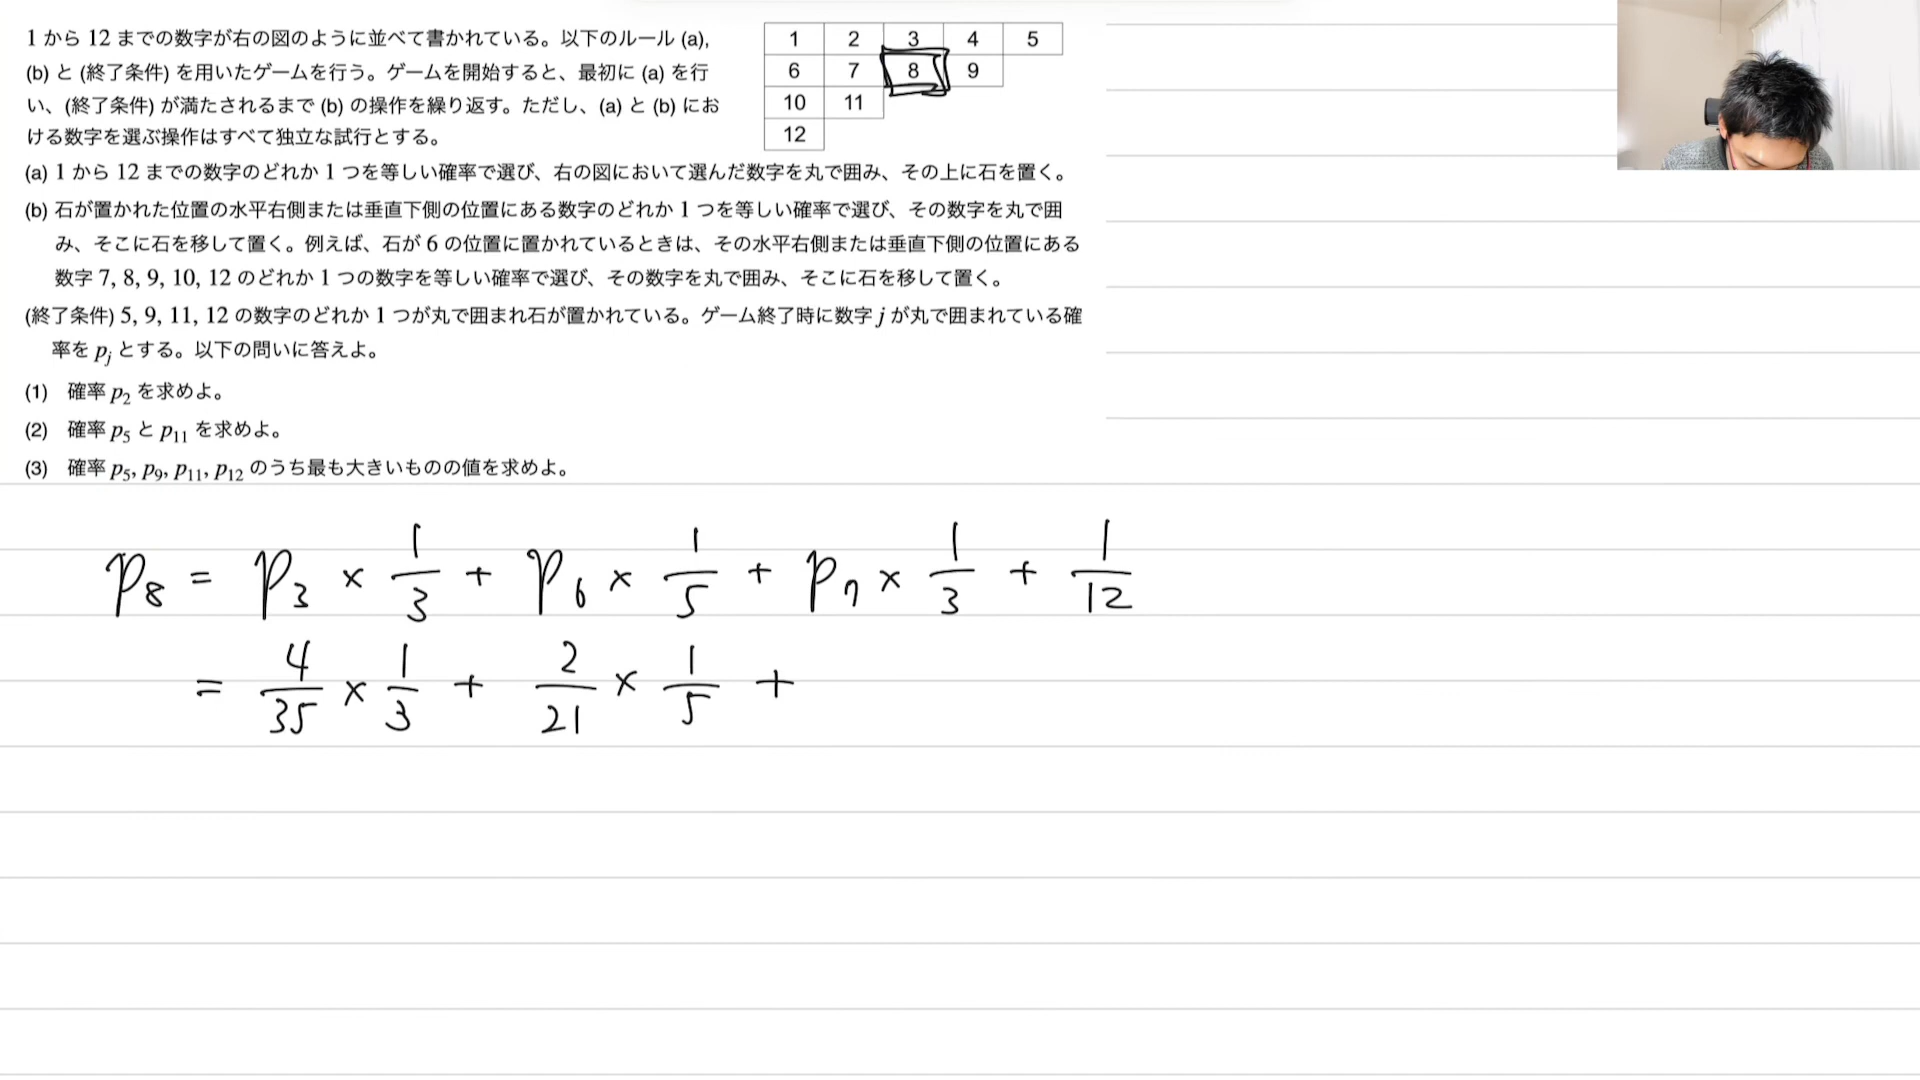 1 から 12 までの数字が右の図のように並べて書かれている。以下のルール (a),
(b) と (終了条件) を用いたゲームを行う。ゲームを開始すると、最初に (a) を行
い、(終了条件) が満たされるまで (b) の操作を繰り返す。ただし、(a) と (b) にお
ける数字を選ぶ操作はすべて独立な試行とする。
1 2 3 4 5
6 7 8 9
10 11
12
(a) 1 から 12 までの数字のどれか 1 つを等しい確率で選び、右の図において選んだ数字を丸で囲み、その上に石を置く。
(b) 石が置かれた位置の水平右側または垂直下側の位置にある数字のどれか 1 つを等しい確率で選び、その数字を丸で囲
み、そこに石を移して置く。例えば、石が 6 の位置に置かれているときは、その水平右側または垂直下側の位置にある
数字 7, 8, 9, 10, 12 のどれか 1 つの数字を等しい確率で選び、その数字を丸で囲み、そこに石を移して置く。
(終了条件) 5, 9, 11, 12 の数字のどれか 1 つが丸で囲まれ石が置かれている。ゲーム終了時に数字 j が丸で囲まれている確
率を p_j とする。以下の問いに答えよ。
(1) 確率 p_2 を求めよ。
(2) 確率 p_5 と p_11 を求めよ。
(3) 確率 p_5, p_9, p_11, p_12 のうち最も大きいものの値を求めよ。
p_8 = p_3 × 1/3 + p_6 × 1/5 + p_7 × 1/3 + 1/12
= 4/35 × 1/3 + 2/21 × 1/5 +